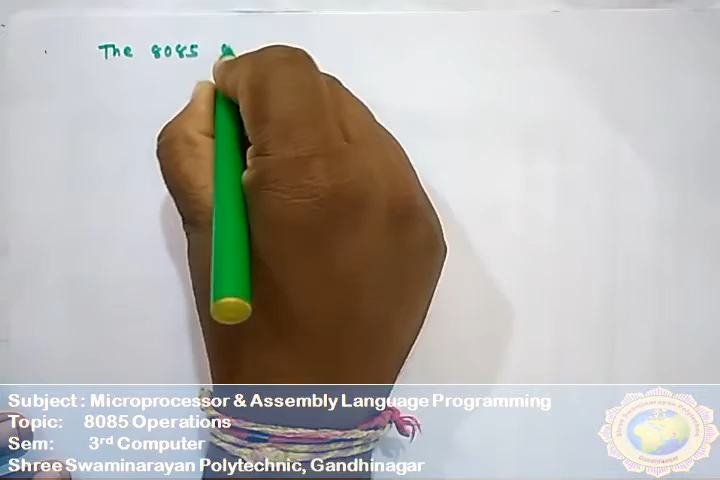 The 8085
Subject : Microprocessor & Assembly Language Programming
Topic: 8085 Operations
Sem: 3rd Computer
Shree Swaminarayan Polytechnic, Gandhinagar